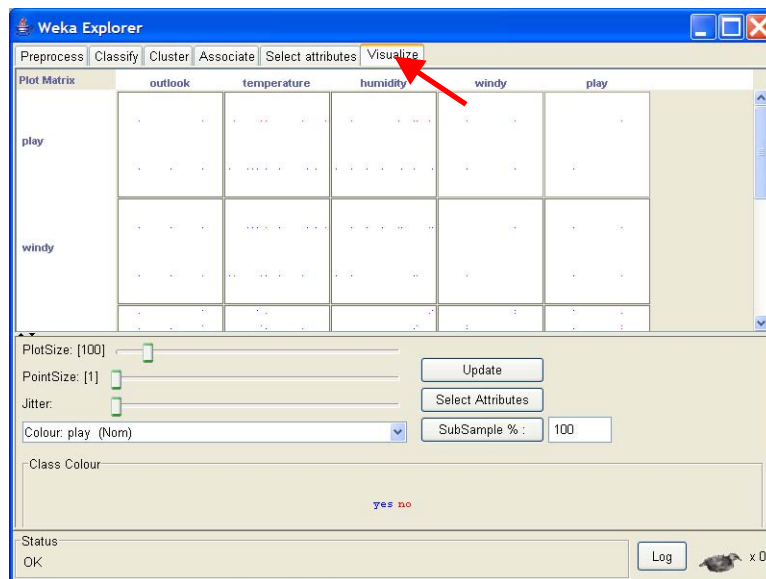 Weka Explorer
Preprocess Classify Cluster Associate Select attributes Visualize
Plot Matrix outlook temperature humidity windy play
play
windy
PlotSize: [100]
PointSize: [1]
Jitter:
Update
Select Attributes
Colour: play (Nom)
SubSample % : 100
Class Colour
yes no
Status
OK
Log
x 0